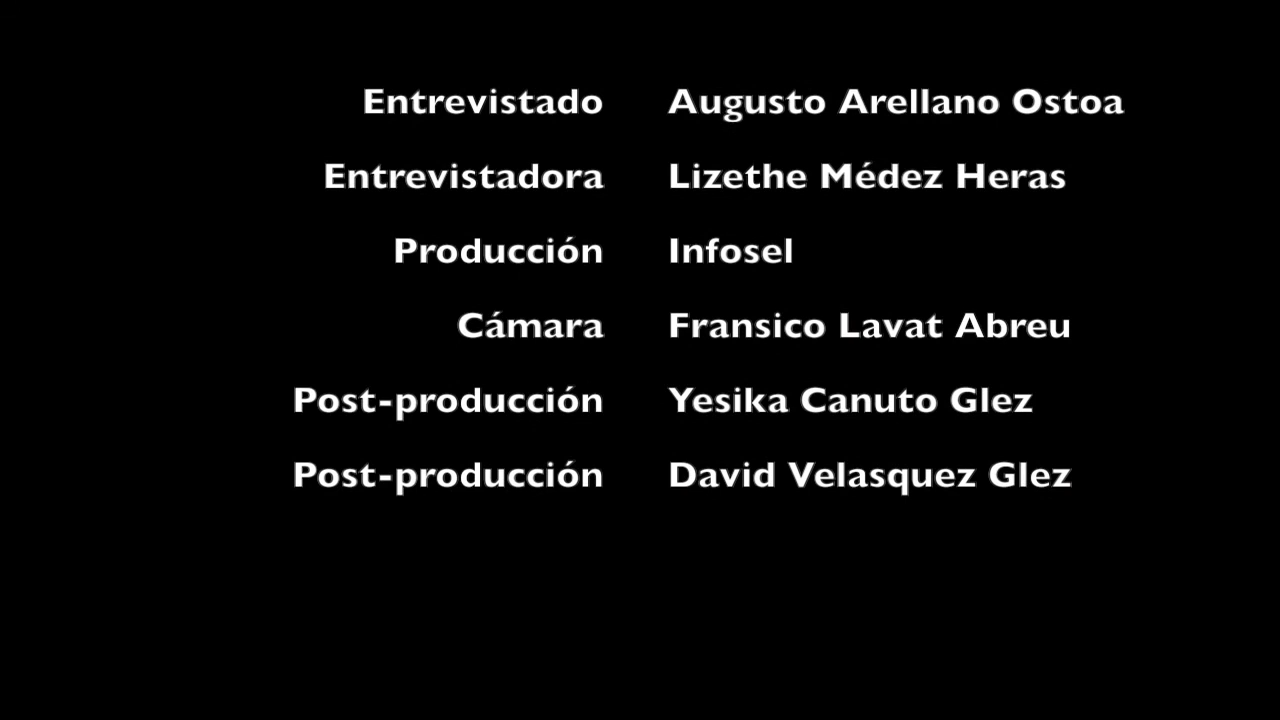 Entrevistado Augusto Arellano Ostoa
Entrevistadora Lizethe Médez Heras
Producción Infosel
Cámara Fransico Lavat Abreu
Post-producción Yesika Canuto Glez
Post-producción David Velasquez Glez